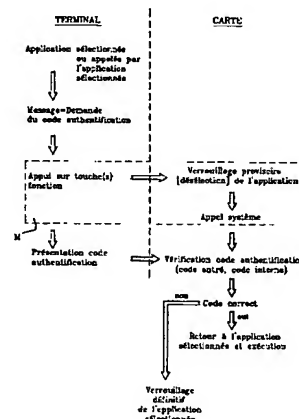 TERMINAL
CARTE
Application sélectionnée
ou appelée par
l'application
sélectionnée
Message=Demande
du code authentification
Appui sur touche(s)
fonction
Verrouillage provisoire
[désélection] de l'application
Appel système
M
Présentation code
authentification
Vérification code authentification
(code entré, code interne)
non
Code correct
oui
Retour à l'application
sélectionnée et exécution
Verrouillage
définitif
de l'application
sélectionnée